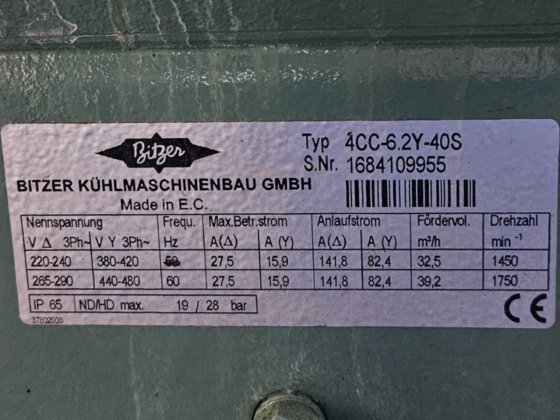 Bitzer
Typ 4CC-6.2Y-40S
S.Nr. 1684109955
BITZER KÜHLMASCHINENBAU GMBH
Made in E.C.
Nennspannung Frequ. Max.Betr.strom Anlaufstrom Fördervol. Drehzahl
V Δ 3Ph~ V Y 3Ph~ Hz A(Δ) A (Y) A(Δ) A (Y) m³/h min -1
220-240 380-420 50 27,5 15,9 141,8 82,4 32,5 1450
265-290 440-480 60 27,5 15,9 141,8 82,4 39,2 1750
IP 65 ND/HD max. 19 / 28 bar
CE